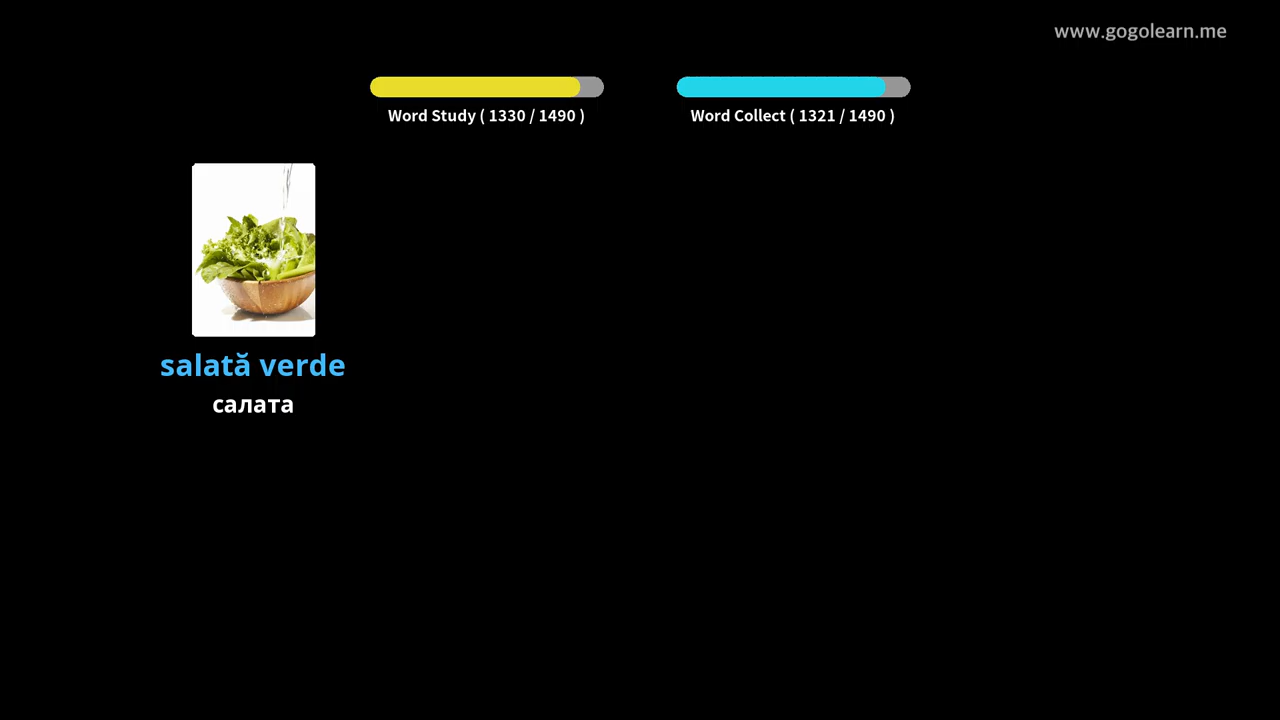 www.gogolearn.me
Word Study ( 1330 / 1490 )
Word Collect ( 1321 / 1490 )
salată verde
салата